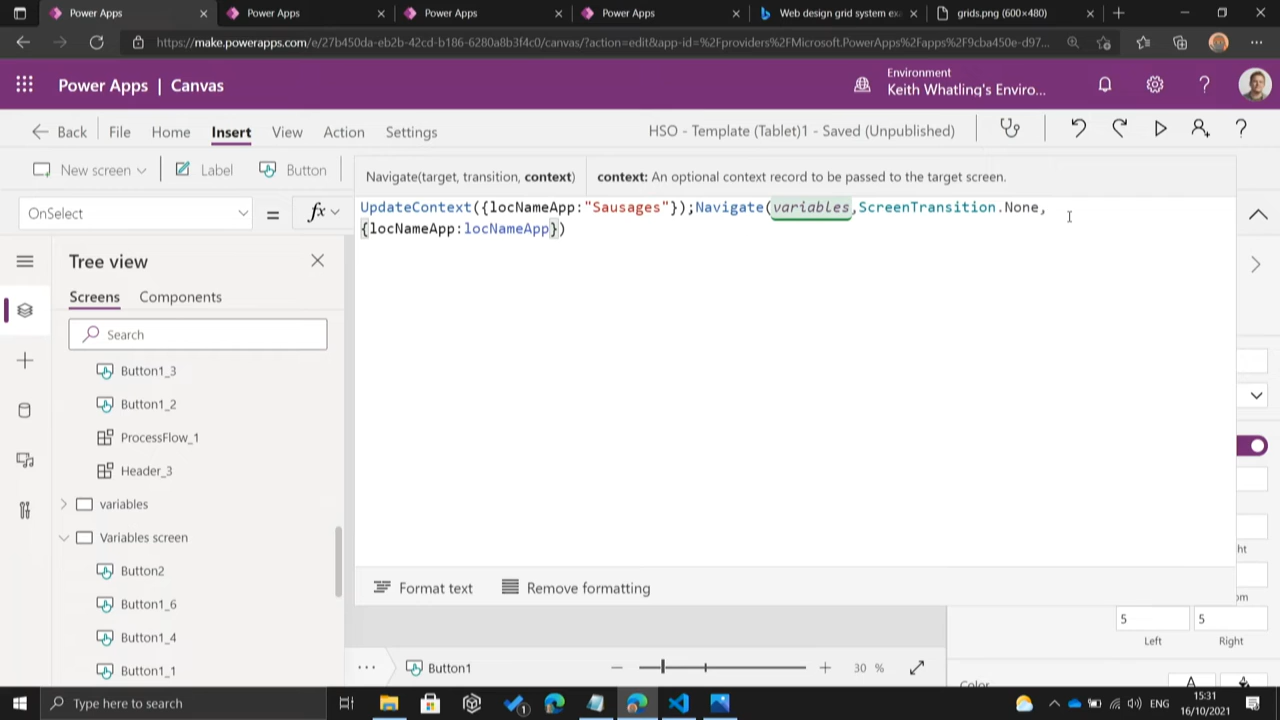 Power Apps
Power Apps
Power Apps
Power Apps
Web design grid system exa
grids.png (600×480)
https://make.powerapps.com/e/27b450da-eb2b-42cd-b186-6280a8b3f4c0/canvas/?action=edit&app-id=%2Fproviders%2FMicrosoft.PowerApps%2Fapps%2F9cba450e-d97...
Power Apps | Canvas
Environment
Keith Whatling's Enviro...
Back
File
Home
Insert
View
Action
Settings
HSO - Template (Tablet)1 - Saved (Unpublished)
New screen
Label
Button
Navigate(target, transition, context)
context: An optional context record to be passed to the target screen.
OnSelect
=
fx
UpdateContext({locNameApp:"Sausages"});Navigate(variables,ScreenTransition.None,
{locNameApp:locNameApp})
Tree view
Screens
Components
Search
Button1_3
Button1_2
ProcessFlow_1
Header_3
variables
Variables screen
Button2
Button1_6
Button1_4
Button1_1
Format text
Remove formatting
ht
om
5
5
Left
Right
Color
Button1
30 %
Type here to search
1
ENG
15:31
16/10/2021